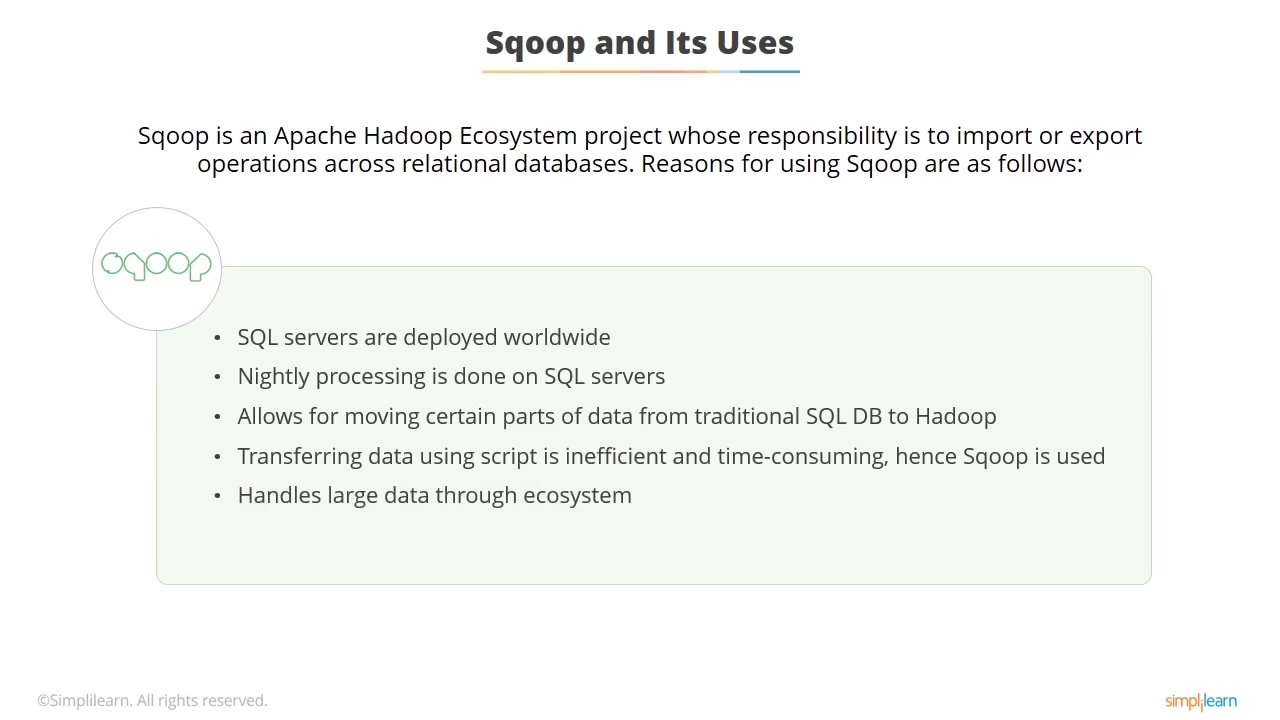 Sqoop and Its Uses
Sqoop is an Apache Hadoop Ecosystem project whose responsibility is to import or export
operations across relational databases. Reasons for using Sqoop are as follows:
sqoop
• SQL servers are deployed worldwide
• Nightly processing is done on SQL servers
• Allows for moving certain parts of data from traditional SQL DB to Hadoop
• Transferring data using script is inefficient and time-consuming, hence Sqoop is used
• Handles large data through ecosystem
©Simplilearn. All rights reserved.
simplilearn